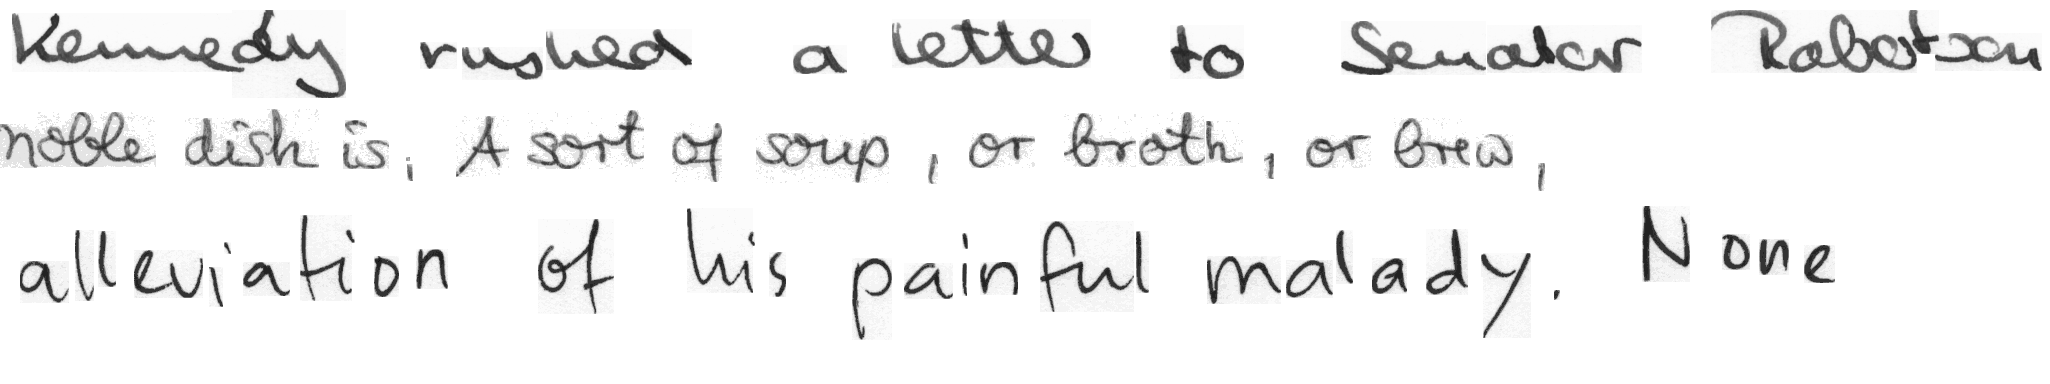 Kennedy rushed a letter to Senator Robertson
noble dish is. A sort of soup, or broth, or brew,
alleviation of his painful malady. None